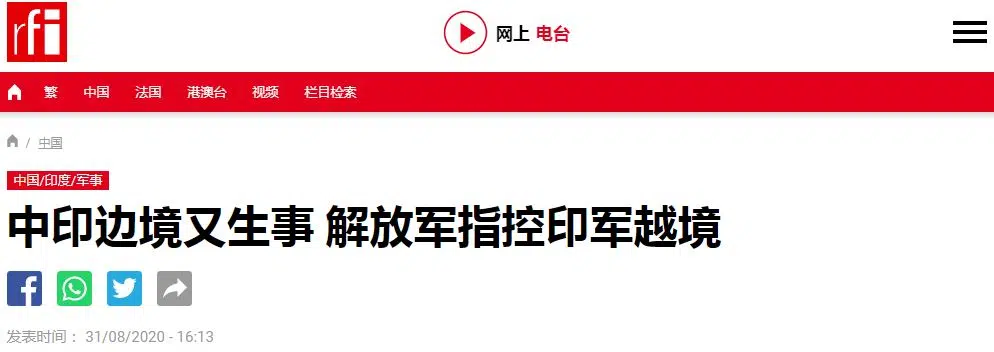 rfi
网上 电台
繁 中国 法国 港澳台 视频 栏目检索
/ 中国
中国/印度/军事
中印边境又生事 解放军指控印军越境
发表时间： 31/08/2020 - 16:13